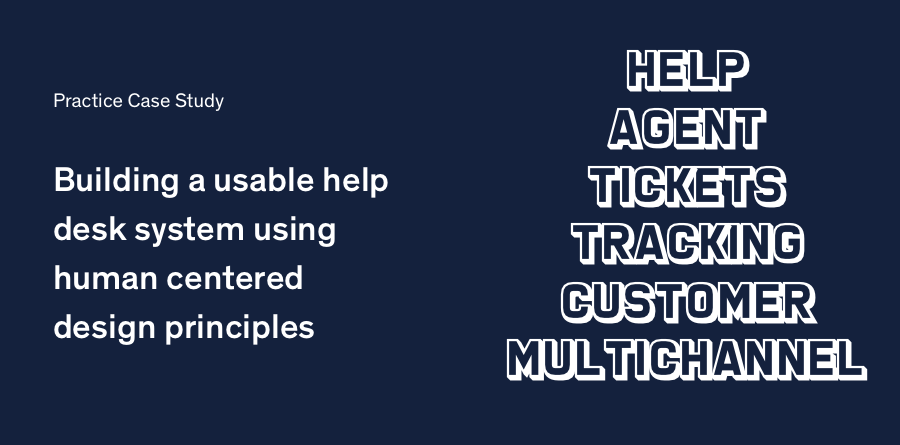 Practice Case Study
Building a usable help
desk system using
human centered
design principles
HELP
AGENT
TICKETS
TRACKING
CUSTOMER
MULTICHANNEL